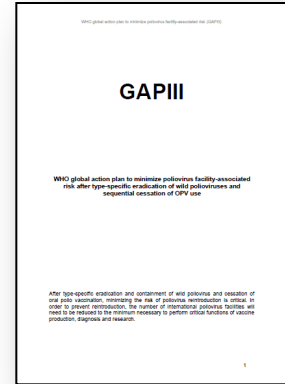 WHO global action plan to minimize poliovirus facility-associated risk (GAPIII)
GAPIII
WHO global action plan to minimize poliovirus facility-associated
risk after type-specific eradication of wild polioviruses and
sequential cessation of OPV use
After type-specific eradication and containment of wild poliovirus and cessation of
oral polio vaccination, minimizing the risk of poliovirus reintroduction is critical. In
order to prevent reintroduction, the number of international poliovirus facilities will
need to be reduced to the minimum necessary to perform critical functions of vaccine
production, diagnosis and research.
1